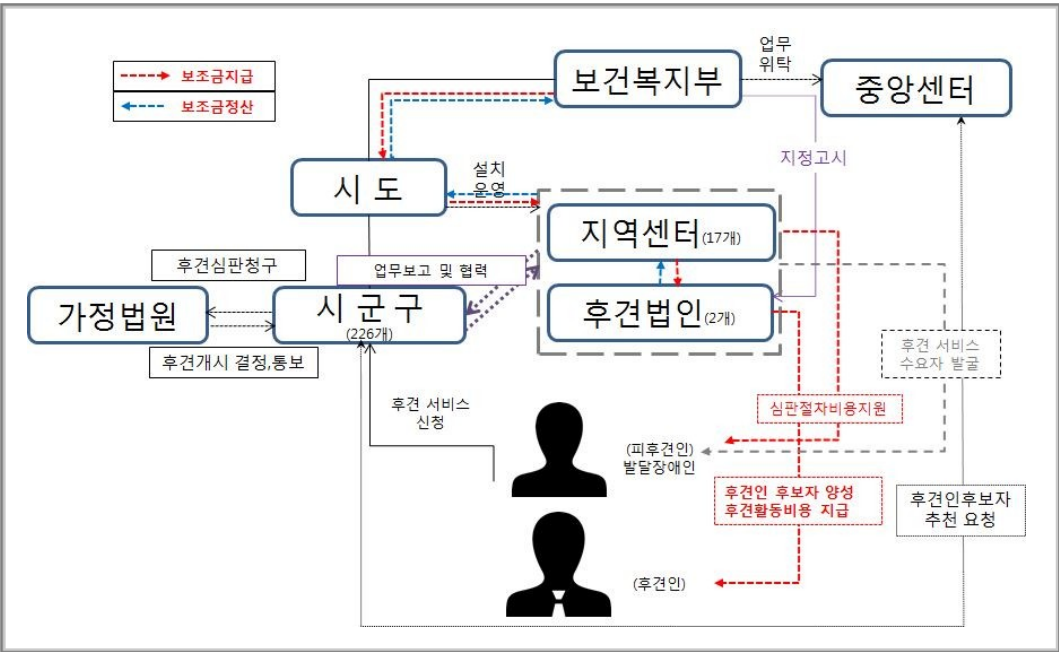 업무
위탁
보조금지급
보건복지부
중앙센터
보조금정산
지정고시
설치
운영
시 도
지역센터(17개)
후견심판청구
업무보고 및 협력
가정법원
시 군 구
(226개)
후견법인(2개)
후견개시 결정,통보
후견 서비스
수요자 발굴
후견 서비스
신청
심판절차비용지원
(피후견인)
발달장애인
후견인 후보자 양성
후견활동비용 지급
후견인후보자
추천 요청
(후견인)